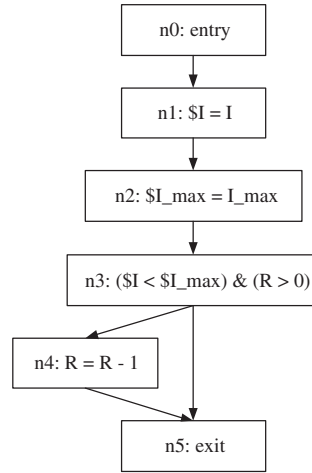 n0: entry
n1: $I = I
n2: $I_max = I_max
n3: ($I < $I_max) & (R > 0)
n4: R = R - 1
n5: exit